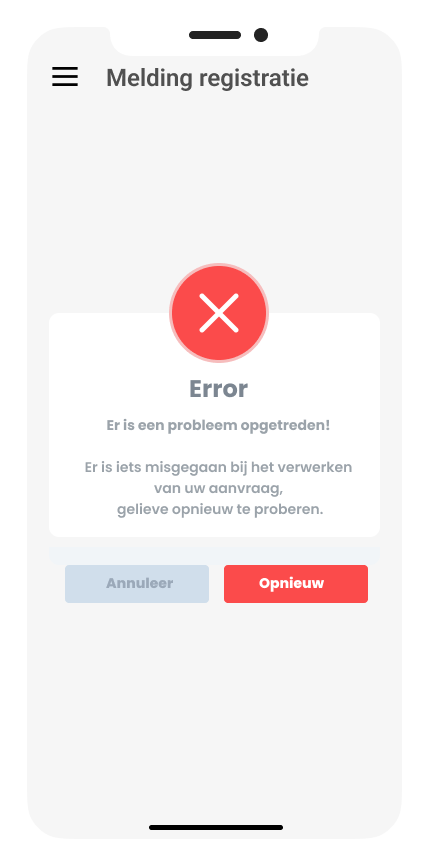 Melding registratie
Error
Er is een probleem opgetreden!
Er is iets misgegaan bij het verwerken
van uw aanvraag,
gelieve opnieuw te proberen.
Annuleer
Opnieuw